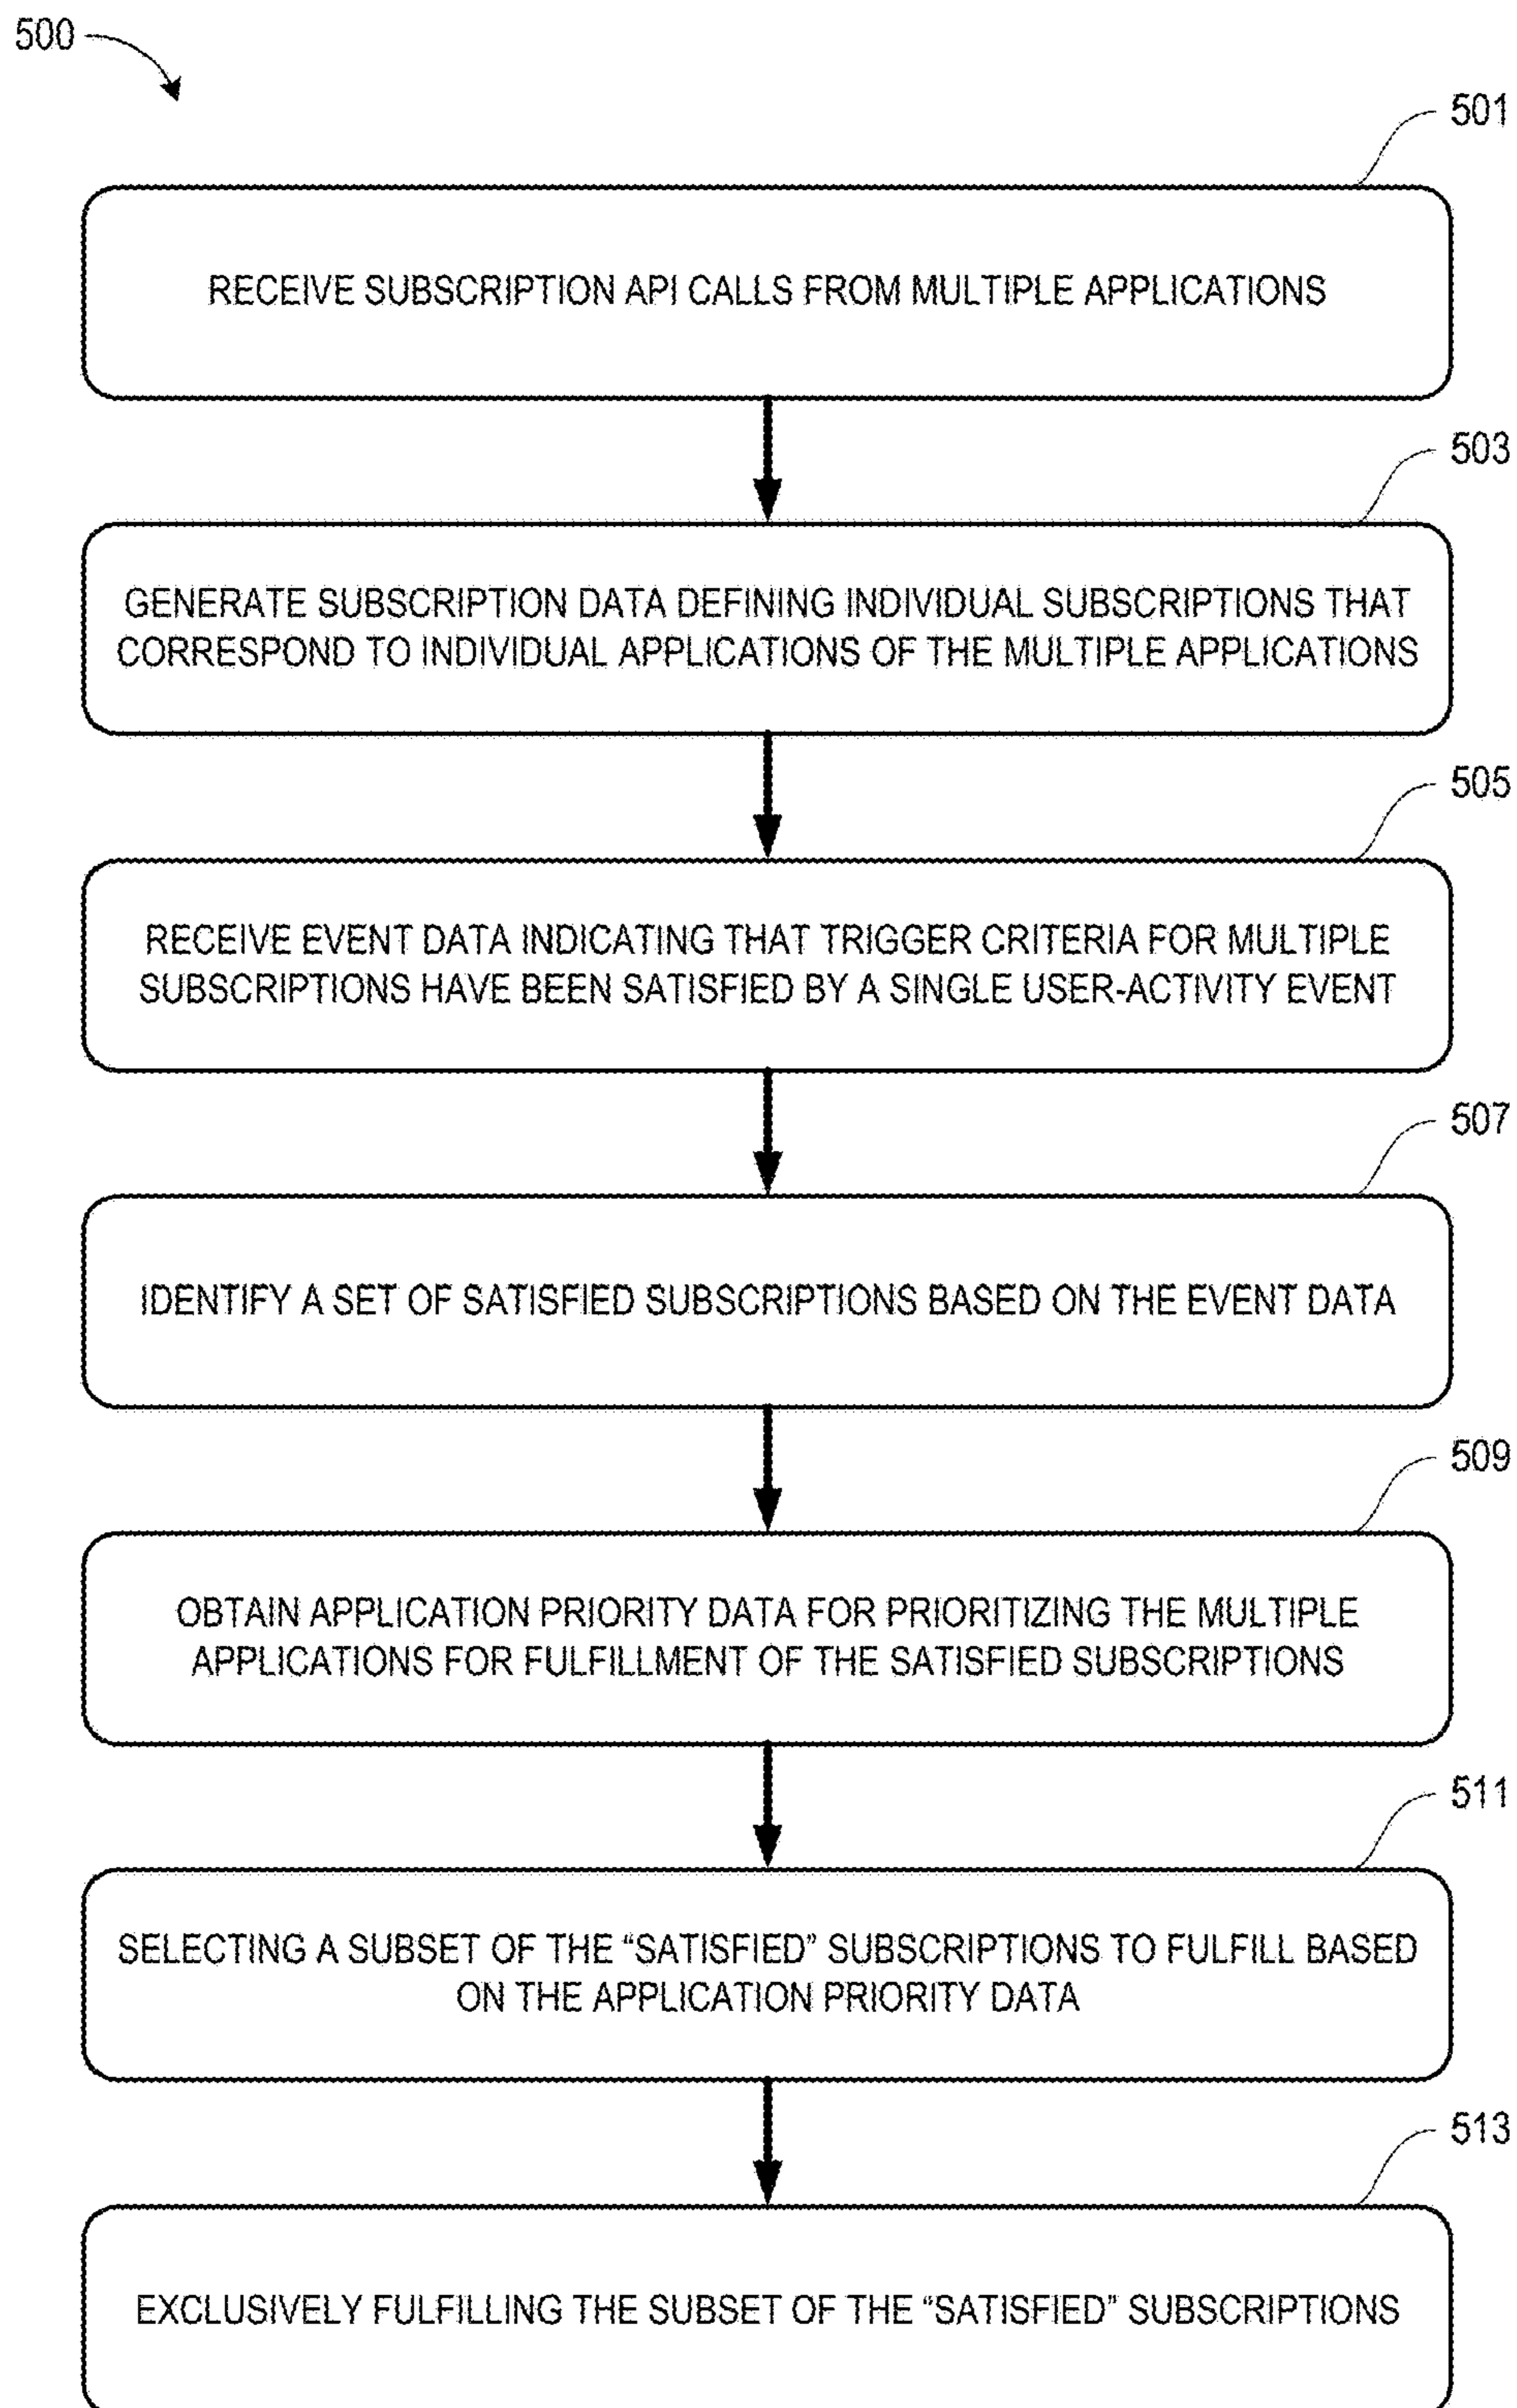 500
501
RECEIVE SUBSCRIPTION API CALLS FROM MULTIPLE APPLICATIONS
503
GENERATE SUBSCRIPTION DATA DEFINING INDIVIDUAL SUBSCRIPTIONS THAT
CORRESPOND TO INDIVIDUAL APPLICATIONS OF THE MULTIPLE APPLICATIONS
505
RECEIVE EVENT DATA INDICATING THAT TRIGGER CRITERIA FOR MULTIPLE
SUBSCRIPTIONS HAVE BEEN SATISFIED BY A SINGLE USER-ACTIVITY EVENT
507
IDENTIFY A SET OF SATISFIED SUBSCRIPTIONS BASED ON THE EVENT DATA
509
OBTAIN APPLICATION PRIORITY DATA FOR PRIORITIZING THE MULTIPLE
APPLICATIONS FOR FULFILLMENT OF THE SATISFIED SUBSCRIPTIONS
511
SELECTING A SUBSET OF THE “SATISFIED” SUBSCRIPTIONS TO FULFILL BASED
ON THE APPLICATION PRIORITY DATA
513
EXCLUSIVELY FULFILLING THE SUBSET OF THE “SATISFIED” SUBSCRIPTIONS